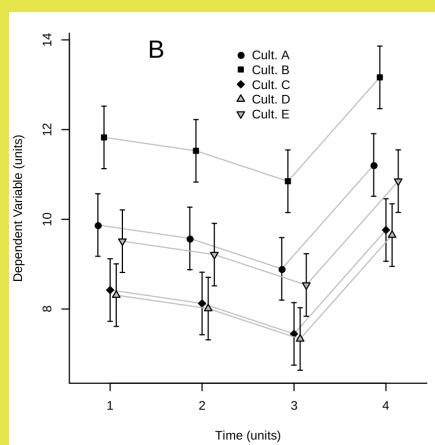 B
14
12
10
8
Dependent Variable (units)
Cult. A
Cult. B
Cult. C
Cult. D
Cult. E
1 2 3 4
Time (units)